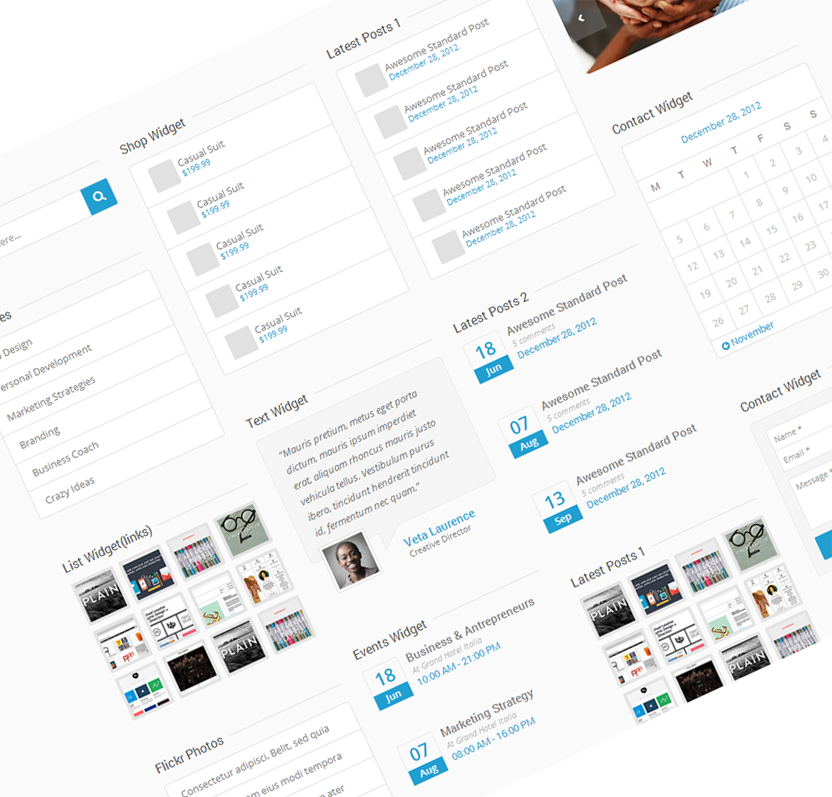 Latest Posts 1
Awesome Standard Post
December 28, 2012
Awesome Standard Post
December 28, 2012
Awesome Standard Post
December 28, 2012
Awesome Standard Post
December 28, 2012
Awesome Standard Post
December 28, 2012
Shop Widget
Casual Suit
$199.99
Casual Suit
$199.99
Casual Suit
$199.99
Casual Suit
$199.99
Casual Suit
$199.99
Contact Widget
December 28, 2012
M T W T F S S
1 2 3 4
5 6 7 8 9 10
12 13 14 15 16 17
19 20 21 22 23
26 27 28 29 30
November
Design
Personal Development
Marketing Strategies
Branding
Business Coach
Crazy Ideas
Latest Posts 2
18
Jun
Awesome Standard Post
5 comments
December 28, 2012
07
Aug
Awesome Standard Post
5 comments
December 28, 2012
13
Sep
Awesome Standard Post
5 comments
December 28, 2012
Text Widget
“Mauris pretium, metus eget porta
dictum, mauris ipsum imperdiet
erat, aliquam rhoncus mauris justo
vehicula tellus. Vestibulum purus
libero, tincidunt hendrerit tincidunt
id, fermentum nec quam.”
Veta Laurence
Creative Director
Contact Widget
Name *
Email *
Message *
List Widget(links)
PLAIN
PLAIN
Latest Posts 1
PLAIN
PLAIN
Events Widget
18
Jun
Business & Antrepreneurs
At Grand Hotel Italia
10:00 AM - 21:00 PM
07
Aug
Marketing Strategy
At Grand Hotel Italia
08:00 AM - 16:00 PM
Flickr Photos
Consectetur adipisci. Belit, sed quia
eius modi tempora